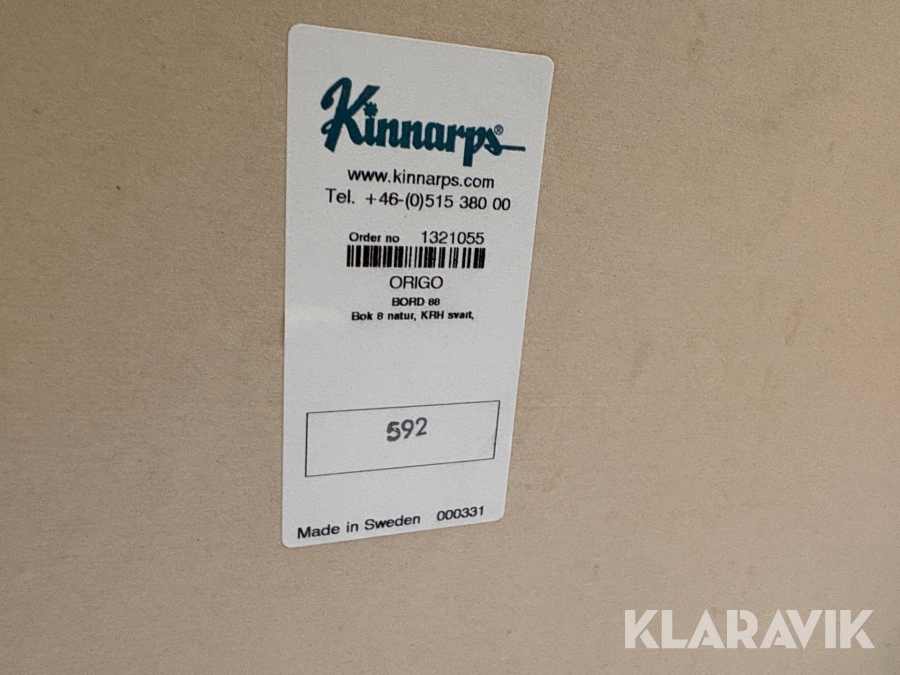 Kinnarps®
www.kinnarps.com
Tel. +46-(0)515 380 00
Order no 1321055
ORIGO
BORD 88
Bok 8 natur, KRH svart,
592
Made in Sweden 000331
KLARAVIK